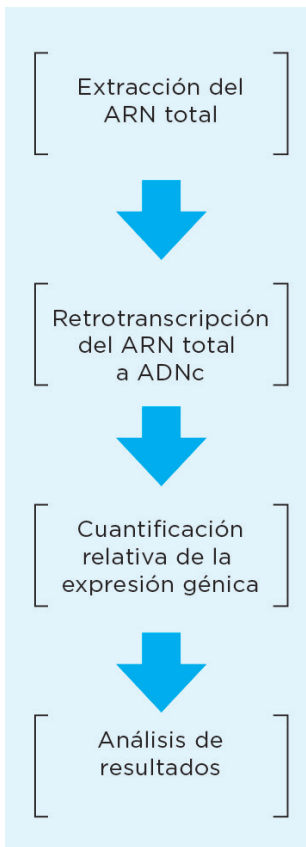 Extracción del
ARN total
Retrotranscripción
del ARN total
a ADNc
Cuantificación
relativa de la
expresión génica
Análisis de
resultados